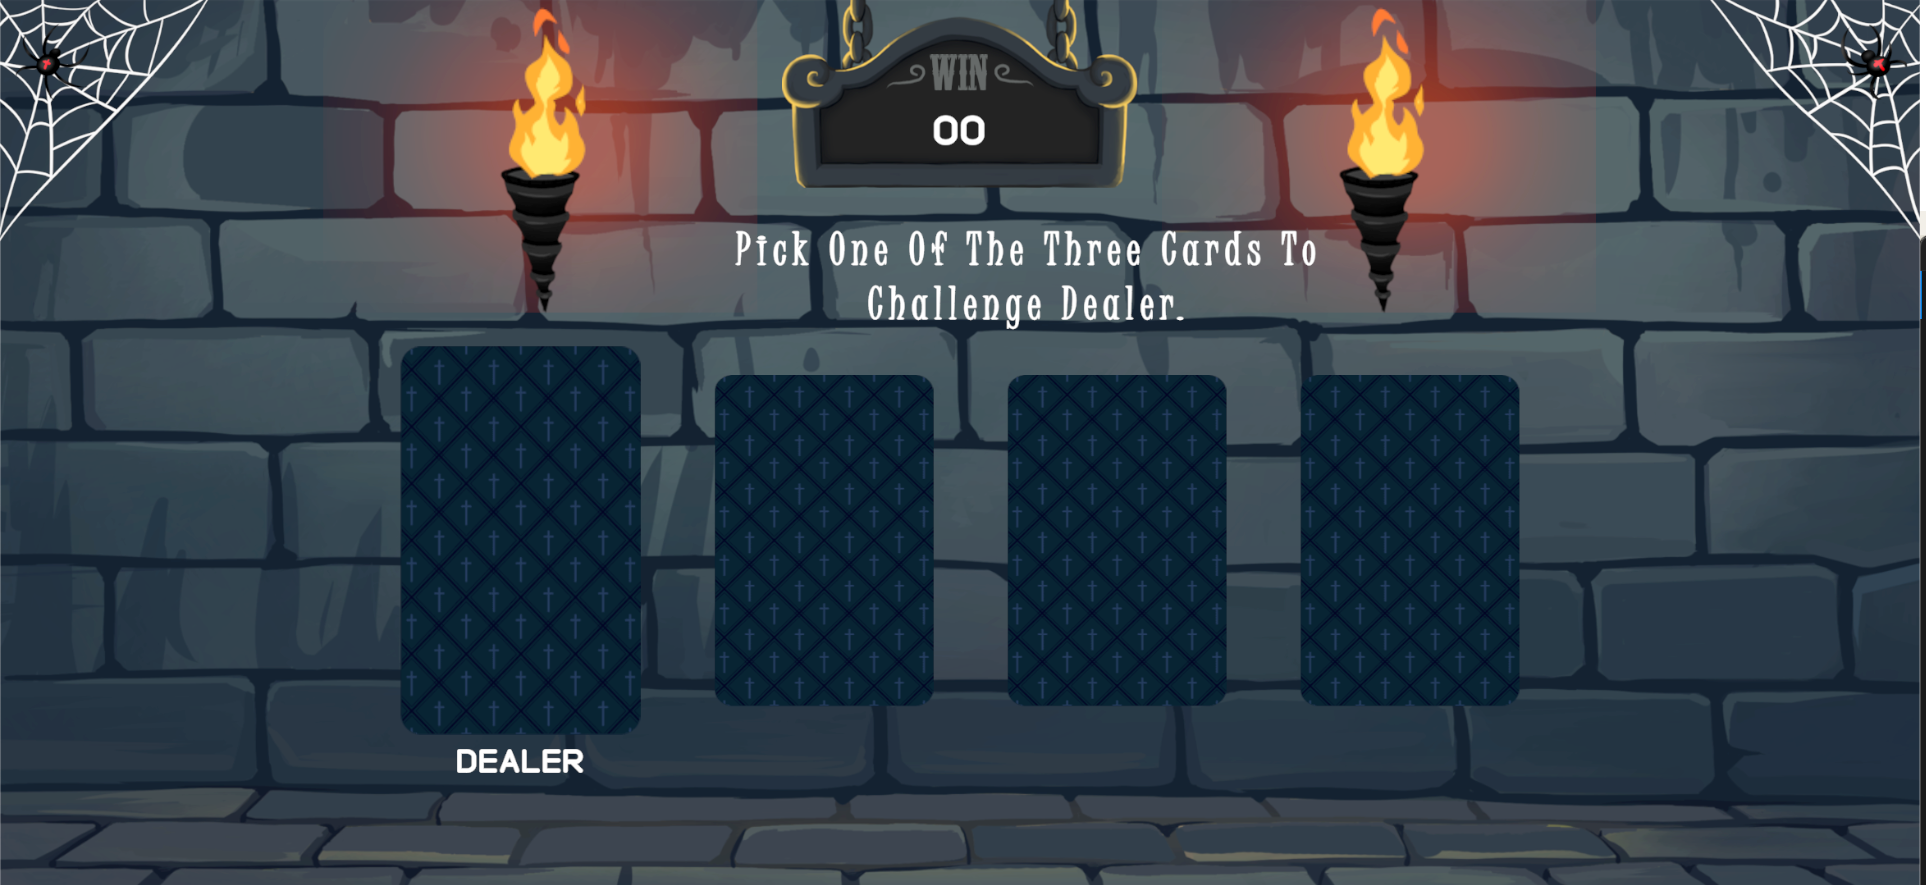 WIN
00
Pick One Of The Three Cards To
Challenge Dealer.
DEALER